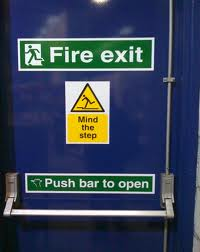 Fire exit
Mind
the
step
Push bar to open